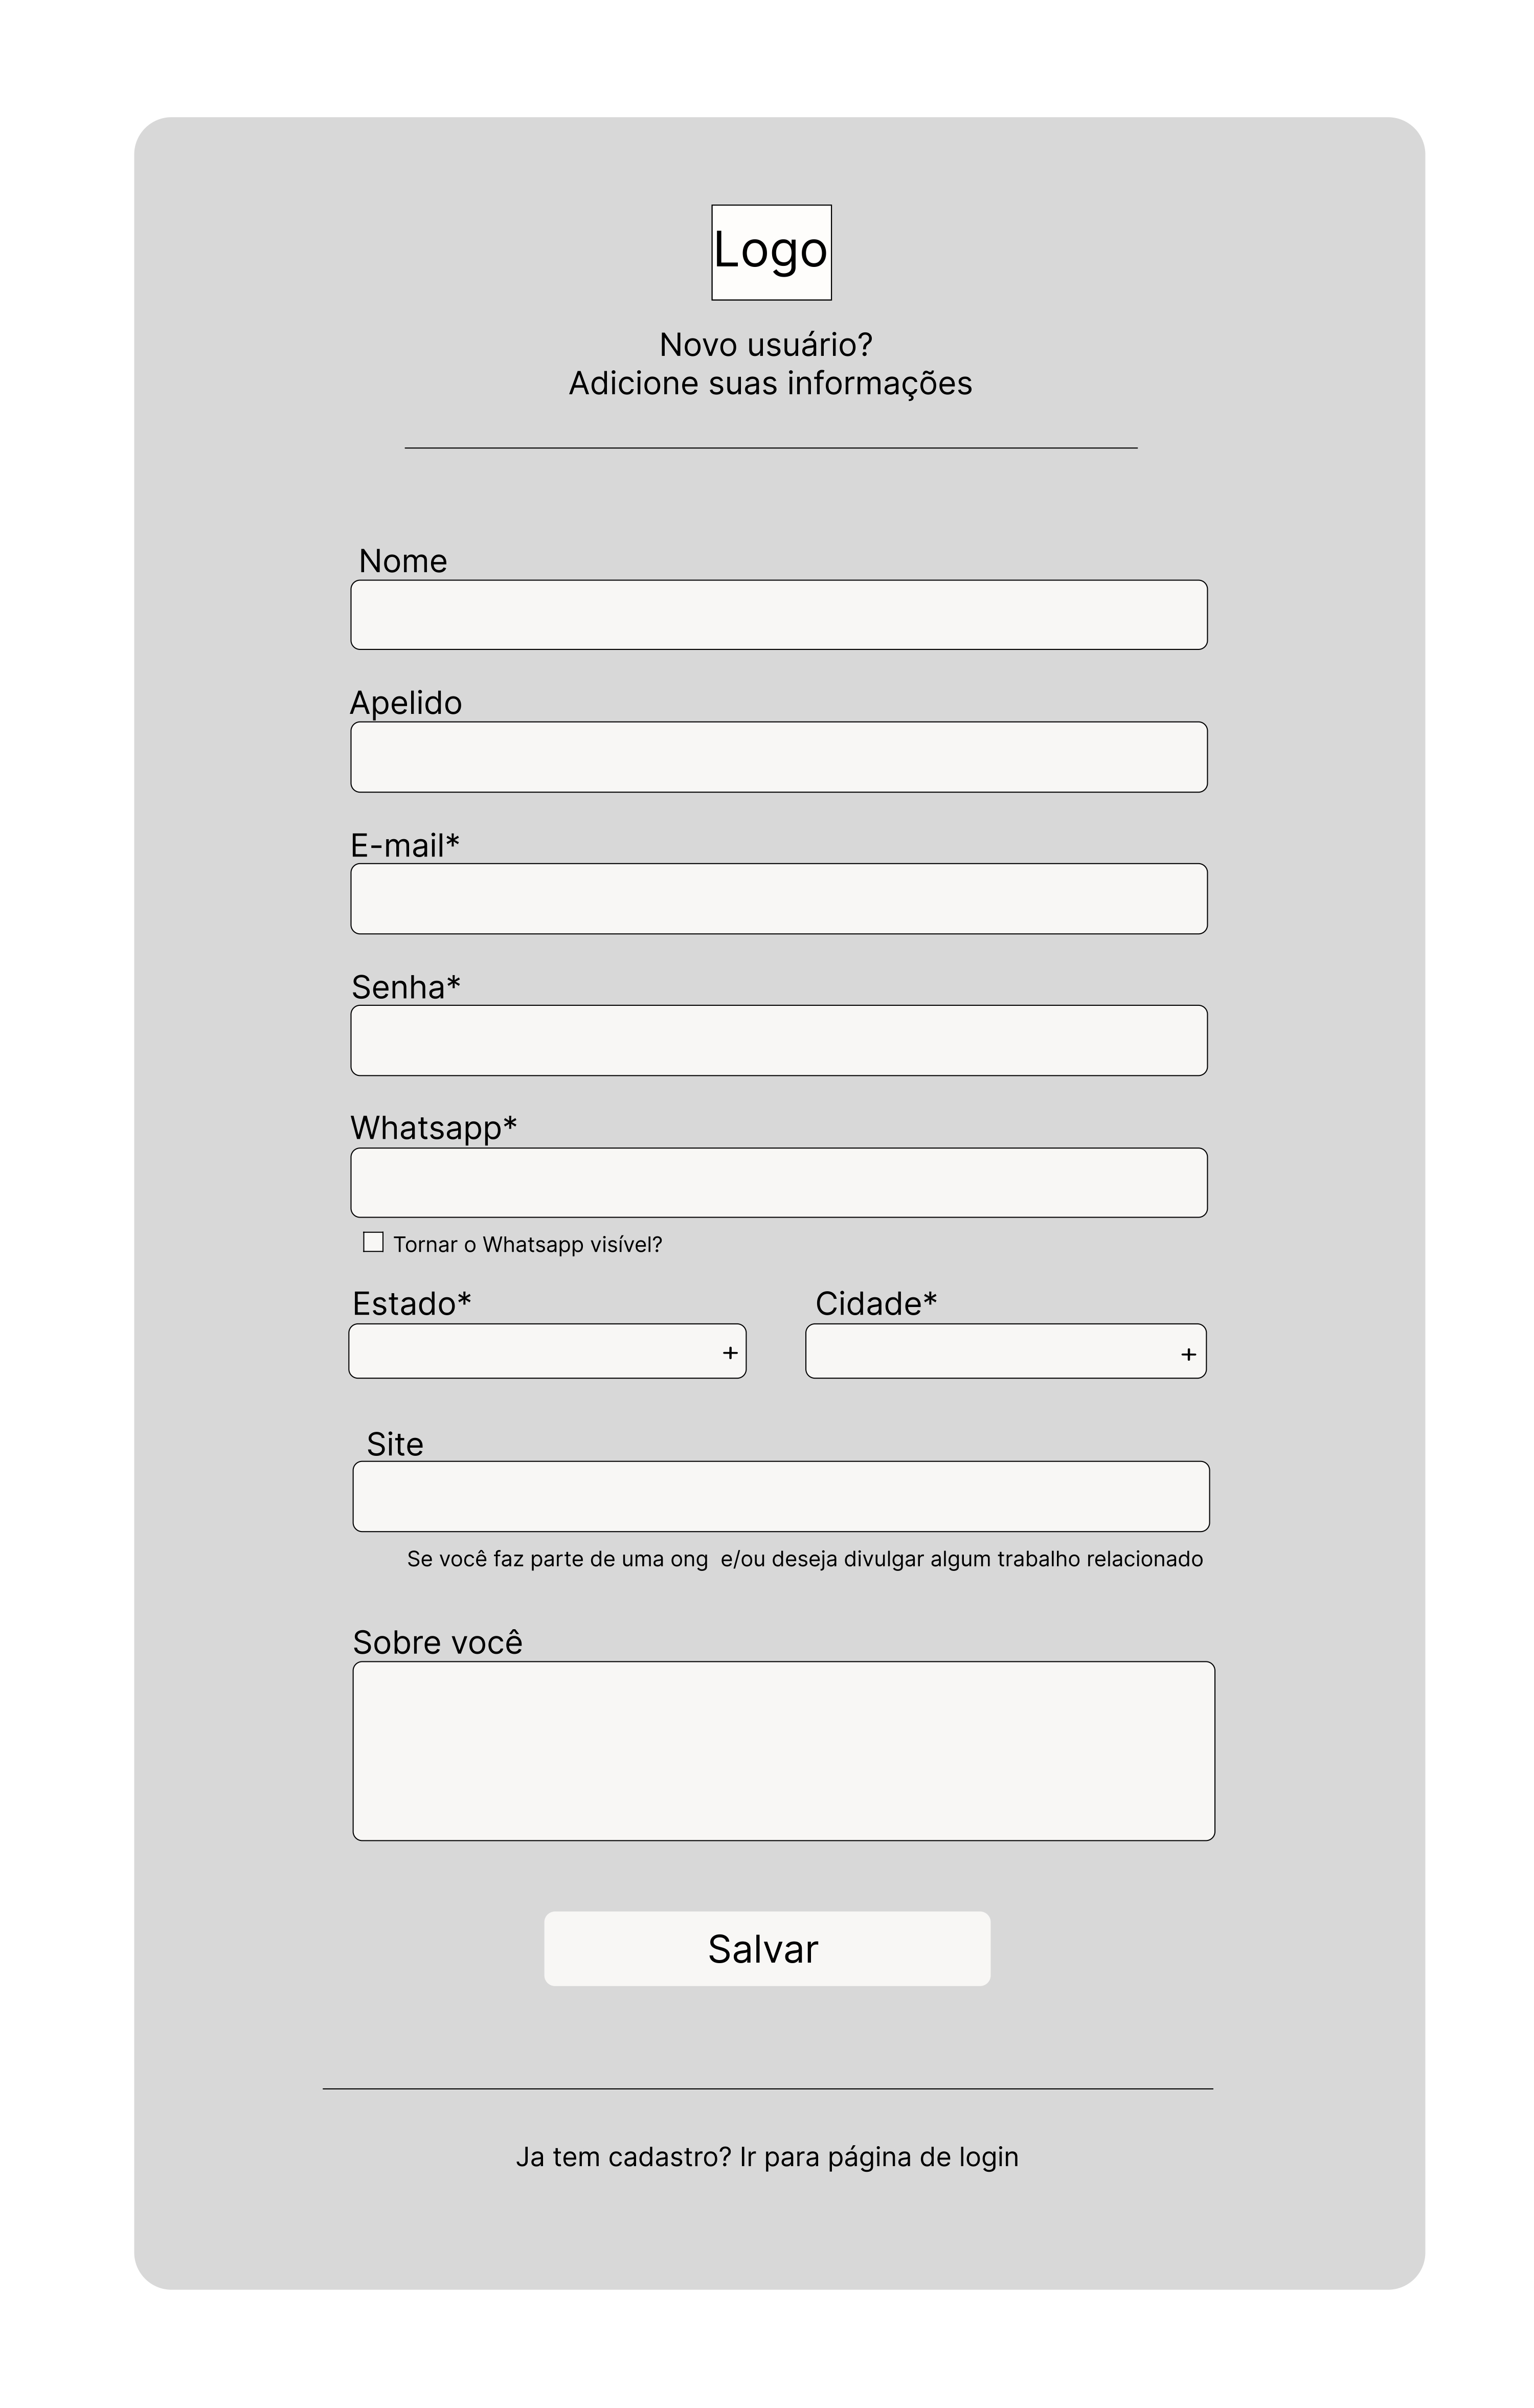 Logo
Novo usuário?
Adicione suas informações
Nome
Apelido
E-mail*
Senha*
Whatsapp*
Tornar o Whatsapp visível?
Estado* Cidade*
+ +
Site
Se você faz parte de uma ong  e/ou deseja divulgar algum trabalho relacionado
Sobre você
Salvar
Ja tem cadastro? Ir para página de login